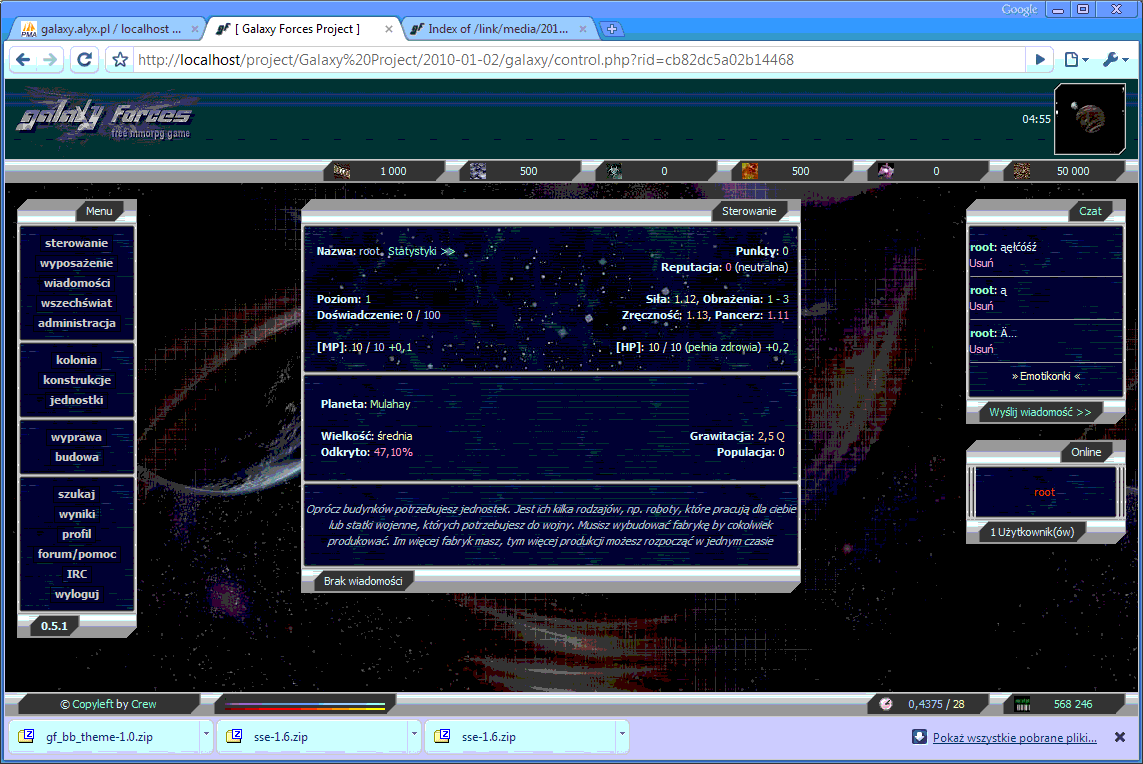 Google
galaxy.alyx.pl / localhost ...
[ Galaxy Forces Project ]
Index of /link/media/201...
http://localhost/project/Galaxy%20Project/2010-01-02/galaxy/control.php?rid=cb82dc5a02b14468
galaxy forces
free mmorpg game
04:55
1 000
500
0
500
0
50 000
Menu
sterowanie
wyposażenie
wiadomości
wszechświat
administracja
kolonia
konstrukcje
jednostki
wyprawa
budowa
szukaj
wyniki
profil
forum/pomoc
IRC
wyloguj
0.5.1
Sterowanie
Nazwa: root, Statystyki >>
Punkty: 0
Reputacja: 0 (neutralna)
Poziom: 1
Siła: 1.12, Obrażenia: 1 - 3
Doświadczenie: 0 / 100
Zręczność: 1.13, Pancerz: 1.11
[MP]: 10 / 10 +0,1
[HP]: 10 / 10 (pełnia zdrowia) +0,2
Planeta: Mulahay
Wielkość: średnia
Grawitacja: 2,5 Q
Odkryto: 47,10%
Populacja: 0
Oprócz budynków potrzebujesz jednostek. Jest ich kilka rodzajów, np. roboty, które pracują dla ciebie
lub statki wojenne, których potrzebujesz do wojny. Musisz wybudować fabrykę by cokolwiek
produkować. Im więcej fabryk masz, tym więcej produkcji możesz rozpocząć w jednym czasie
Brak wiadomości
Czat
root: ąęłćóśź
Usuń
root: ą
Usuń
root: Ä...
Usuń
» Emotikonki «
Wyślij wiadomość >>
Online
root
1 Użytkownik(ów)
© Copyleft by Crew
0,4375 / 28
568 246
gf_bb_theme-1.0.zip
sse-1.6.zip
sse-1.6.zip
Pokaż wszystkie pobrane pliki...